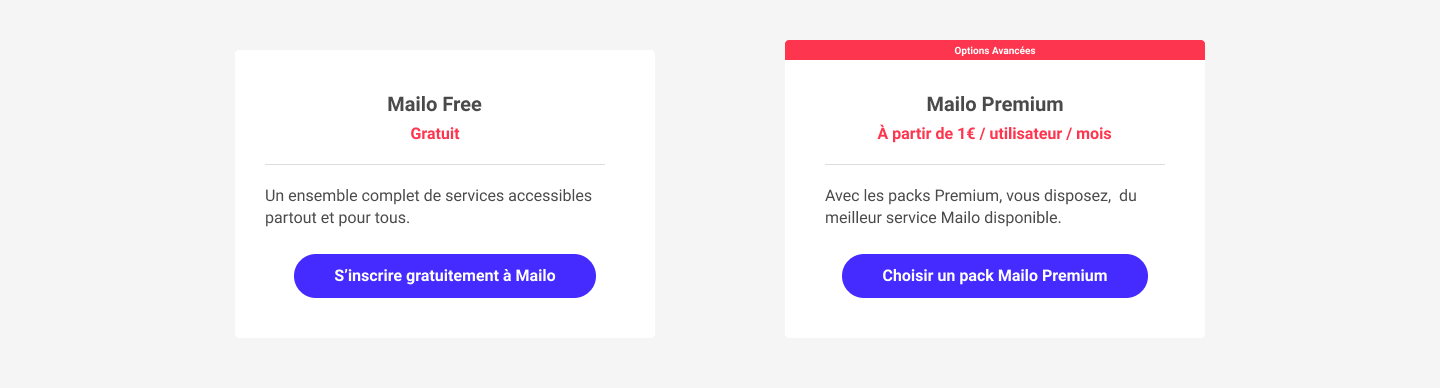 Mailo Free
Gratuit
Un ensemble complet de services accessibles
partout et pour tous.
S’inscrire gratuitement à Mailo
Options Avancées
Mailo Premium
À partir de 1€ / utilisateur / mois
Avec les packs Premium, vous disposez,  du
meilleur service Mailo disponible.
Choisir un pack Mailo Premium